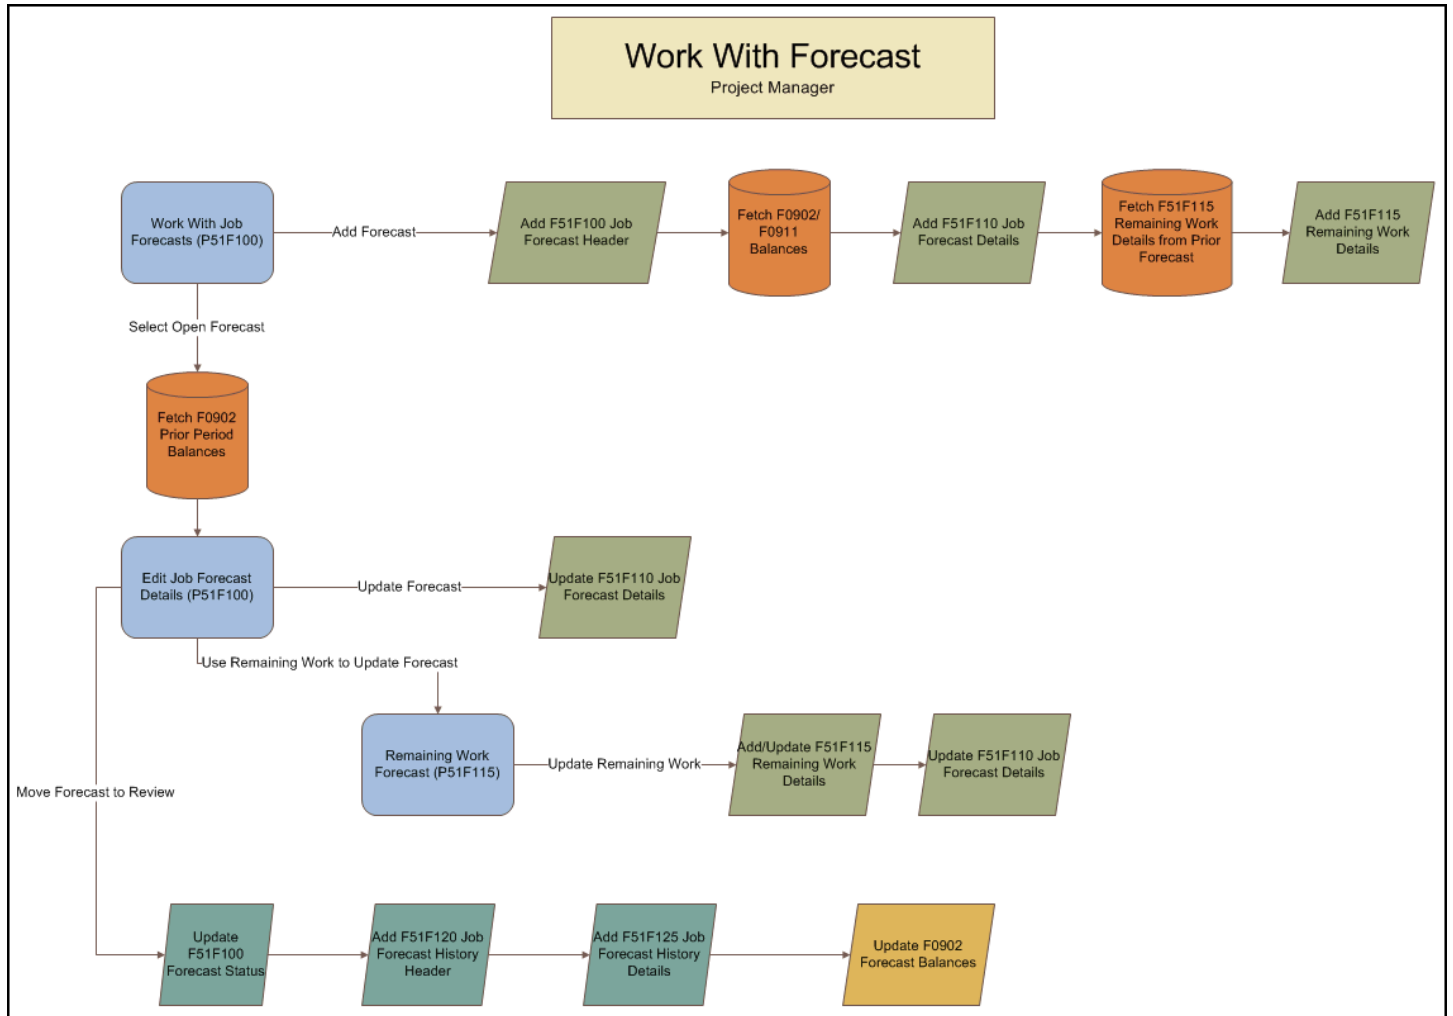 Work With Forecast
Project Manager
Work With Job
Forecasts (P51F100)
Add Forecast
Add F51F100 Job
Forecast Header
Fetch F0902/
F0911
Balances
Add F51F110 Job
Forecast Details
Fetch F51F115
Remaining Work
Details from Prior
Forecast
Add F51F115
Remaining Work
Details
Select Open Forecast
Fetch F0902
Prior Period
Balances
Edit Job Forecast
Details (P51F100)
Update Forecast
Update F51F110 Job
Forecast Details
Use Remaining Work to Update Forecast
Remaining Work
Forecast (P51F115)
Update Remaining Work
Add/Update F51F115
Remaining Work
Details
Update F51F110 Job
Forecast Details
Move Forecast to Review
Update
F51F100
Forecast Status
Add F51F120 Job
Forecast History
Header
Add F51F125 Job
Forecast History
Details
Update F0902
Forecast Balances